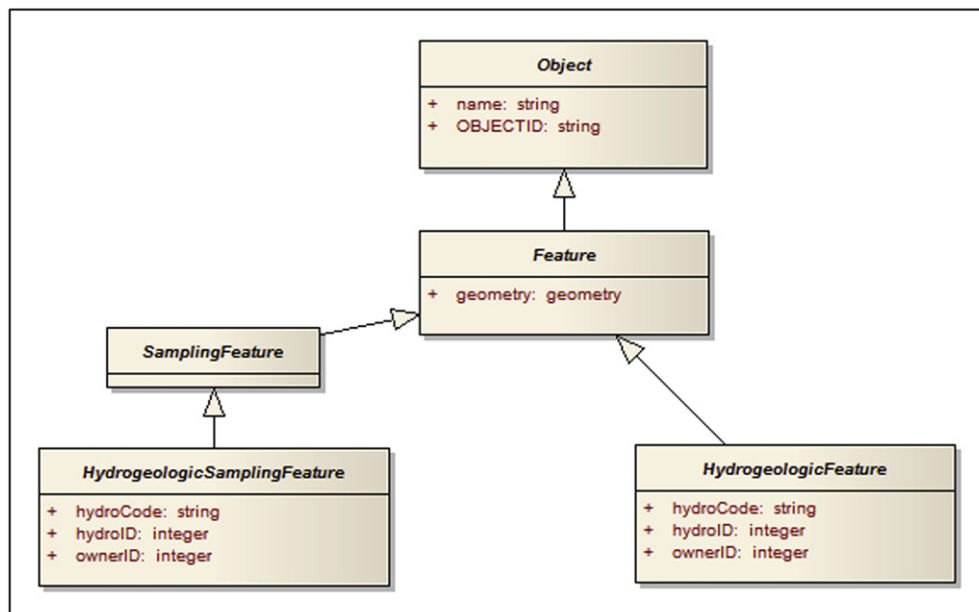 Object
+ name: string
+ OBJECTID: string
Feature
+ geometry: geometry
SamplingFeature
HydrogeologicSamplingFeature
+ hydroCode: string
+ hydroID: integer
+ ownerID: integer
HydrogeologicFeature
+ hydroCode: string
+ hydroID: integer
+ ownerID: integer